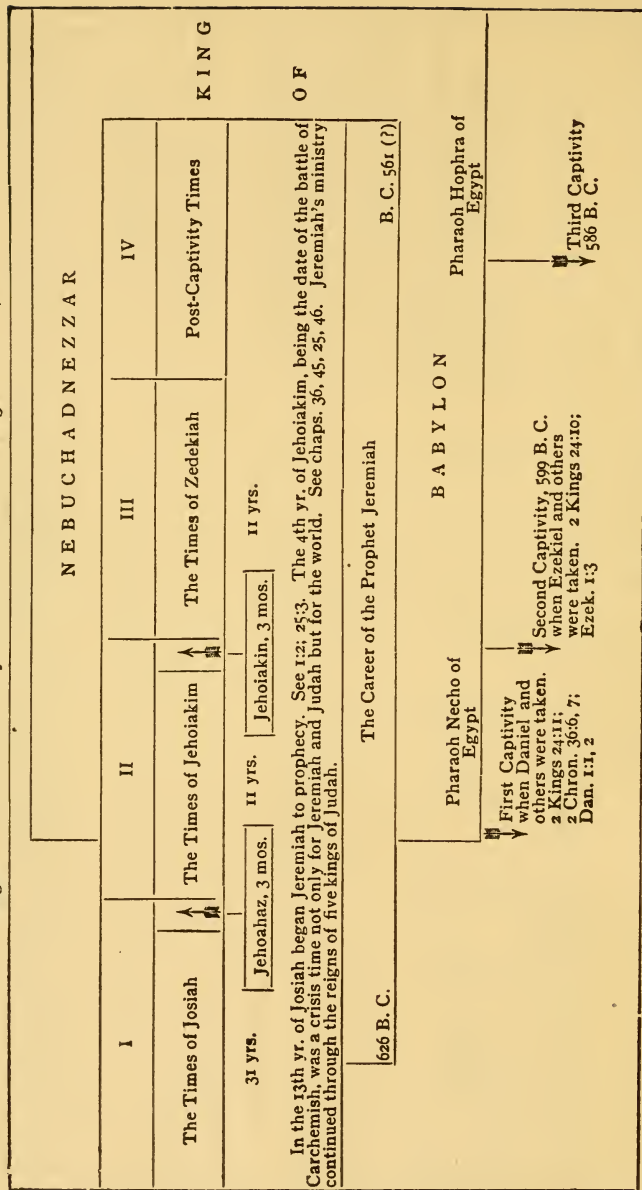 NEBUCHADNEZZAR
KING
OF
BABYLON
I
II
III
IV
The Times of Josiah
The Times of Jehoiakim
The Times of Zedekiah
Post-Captivity Times
31 yrs.
Jehoahaz, 3 mos.
11 yrs.
Jehoiakin, 3 mos.
11 yrs.
In the 13th yr. of Josiah began Jeremiah to prophecy. See 1:2; 25:3. The 4th yr. of Jehoiakim, being the date of the battle of
Carchemish, was a crisis time not only for Jeremiah and Judah but for the world. See chaps. 36, 45, 25, 46. Jeremiah's ministry
continued through the reigns of five kings of Judah.
626 B. C.
The Career of the Prophet Jeremiah
B. C. 561 (?)
Pharaoh Necho of
Egypt
Pharaoh Hophra of
Egypt
First Captivity
when Daniel and
others were taken.
2 Kings 24:11;
2 Chron. 36:6, 7;
Dan. 1:1, 2
Second Captivity, 599 B. C.
when Ezekiel and others
were taken. 2 Kings 24:10;
Ezek. 1:3
Third Captivity
586 B. C.